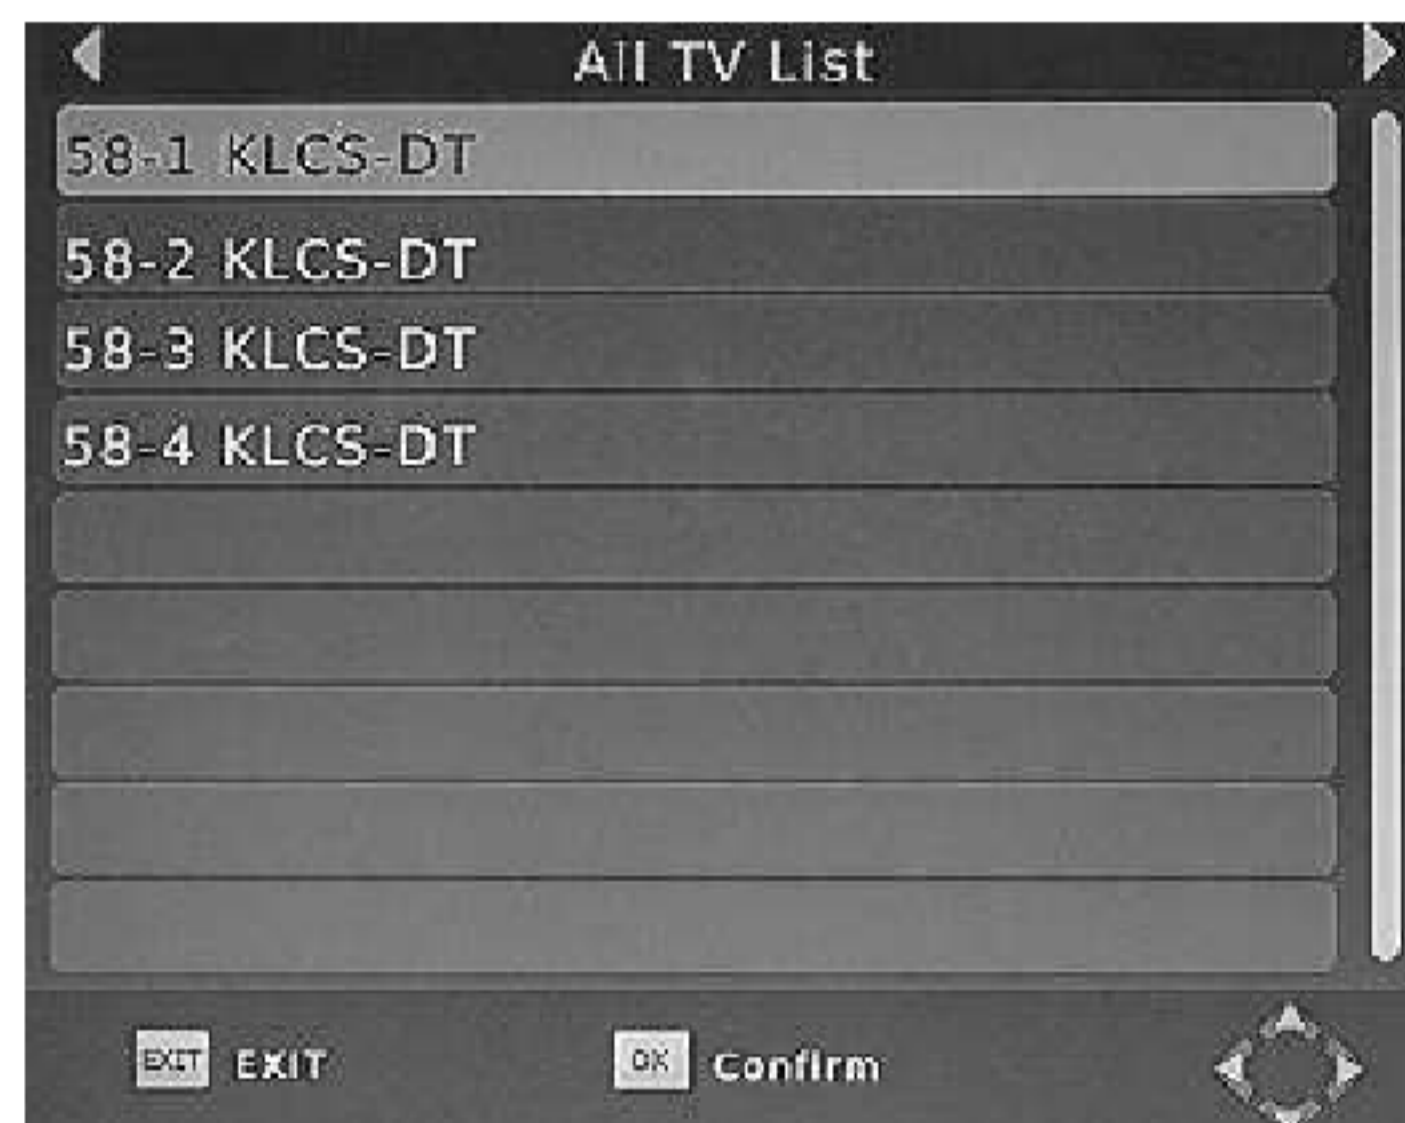 All TV List
58-1 KLCS-DT
58-2 KLCS-DT
58-3 KLCS-DT
58-4 KLCS-DT
EXIT EXIT OK Confirm